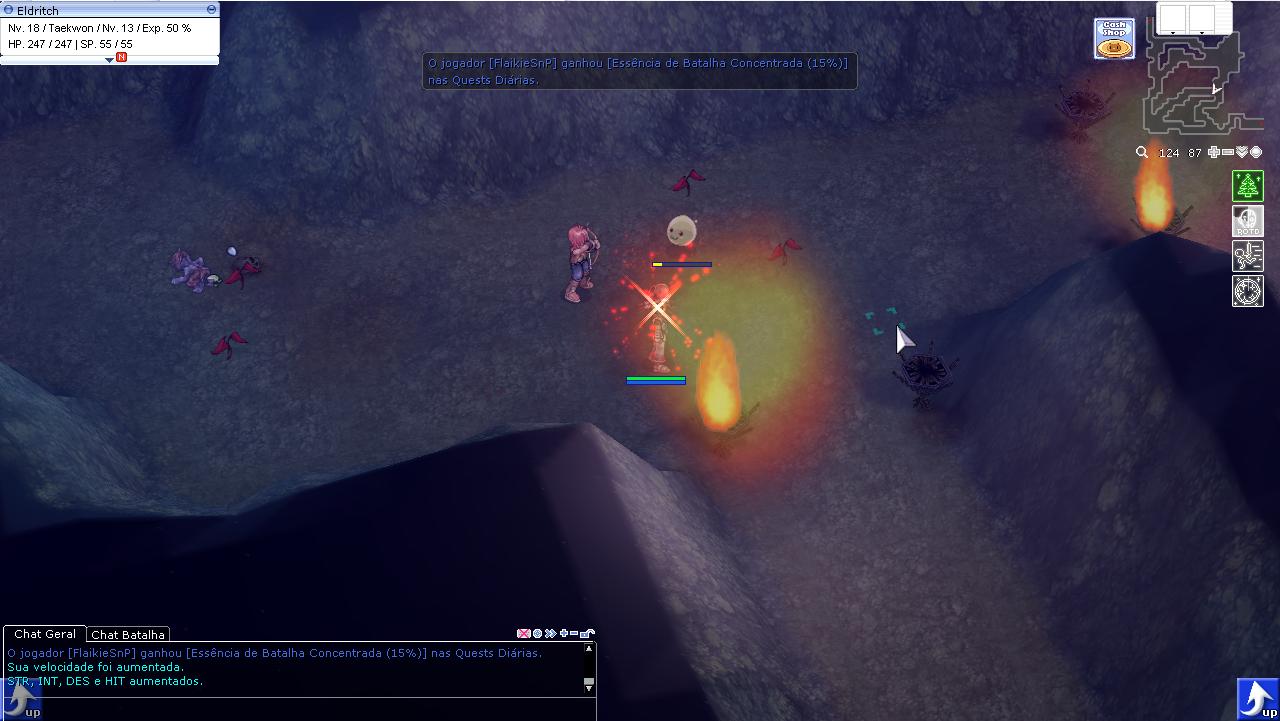 Eldritch
Nv. 18 / Taekwon / Nv. 13 / Exp. 50 %
HP. 247 / 247 | SP. 55 / 55
N
O jogador [FlaikieSnP] ganhou [Essência de Batalha Concentrada (15%)]
nas Quests Diárias.
Cash
Shop
124 87
ROTD
Chat Geral
Chat Batalha
O jogador [FlaikieSnP] ganhou [Essência de Batalha Concentrada (15%)] nas Quests Diárias.
Sua velocidade foi aumentada.
STR, INT, DES e HIT aumentados.
up
up